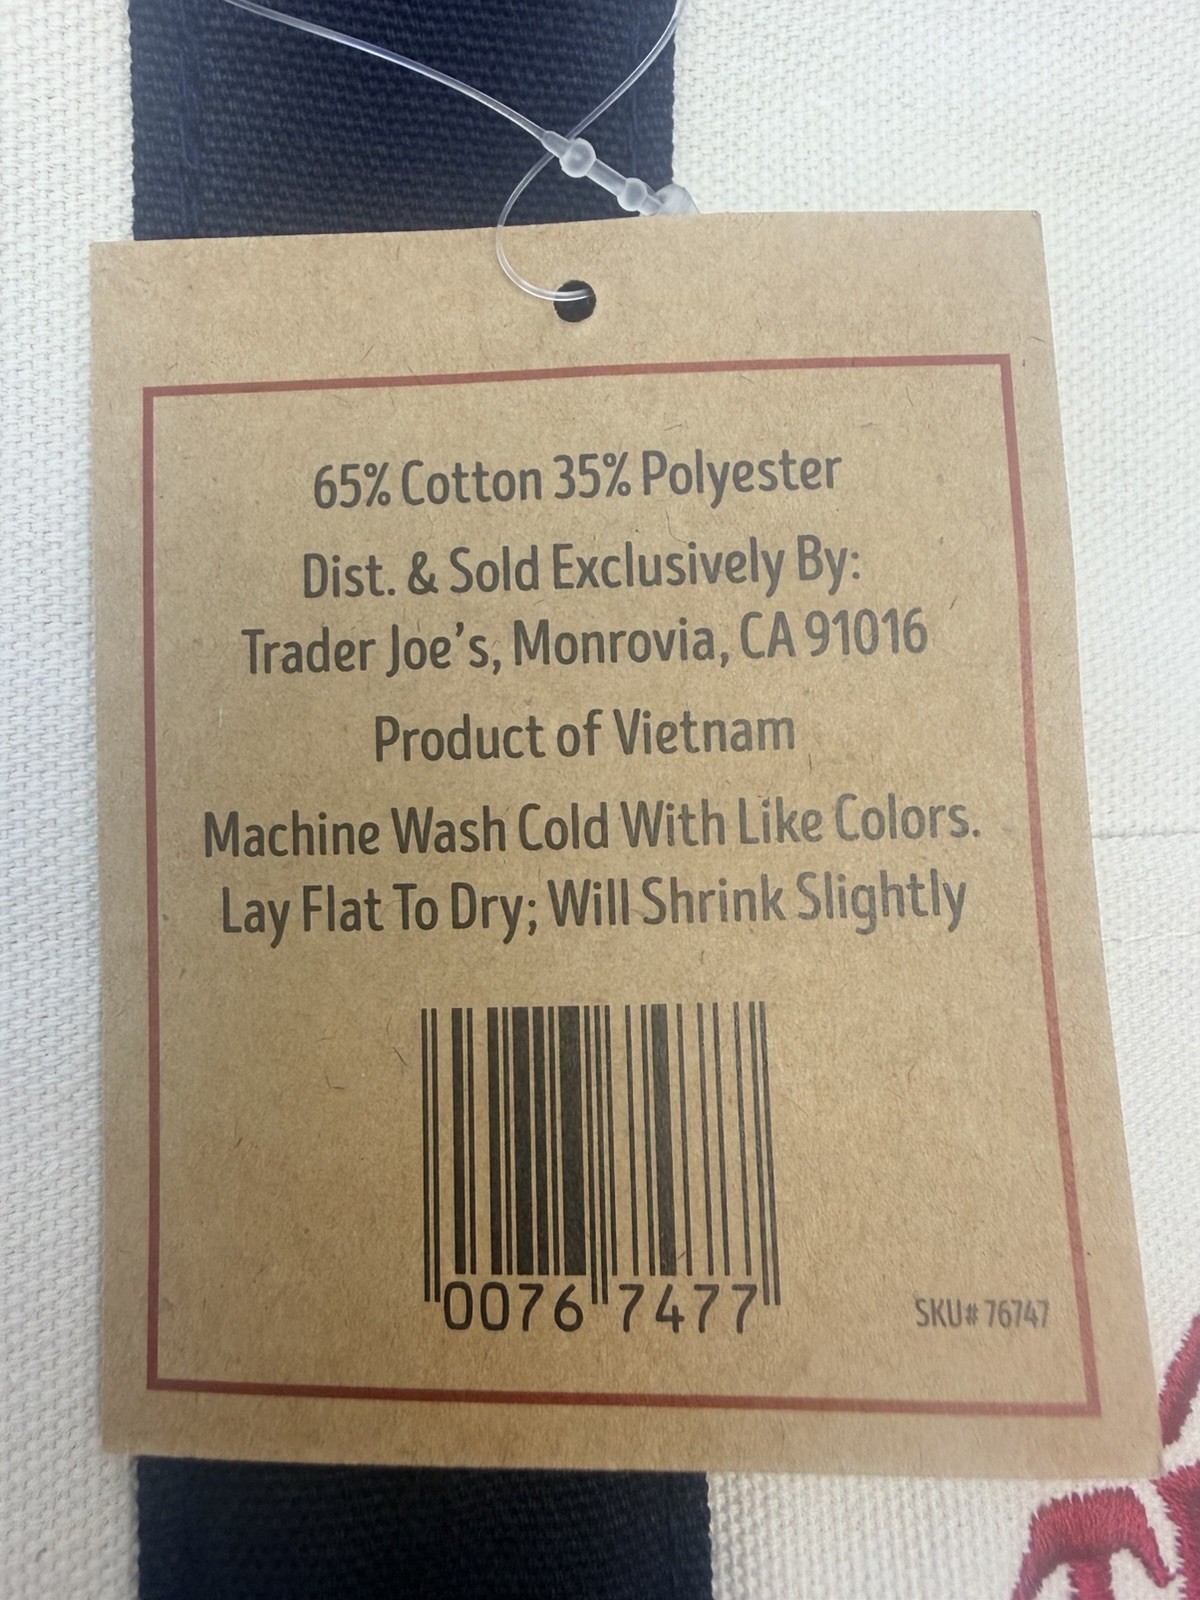 65% Cotton 35% Polyester
Dist. & Sold Exclusively By:
Trader Joe's, Monrovia, CA 91016
Product of Vietnam
Machine Wash Cold With Like Colors.
Lay Flat To Dry; Will Shrink Slightly
0076 7477
SKU# 76747